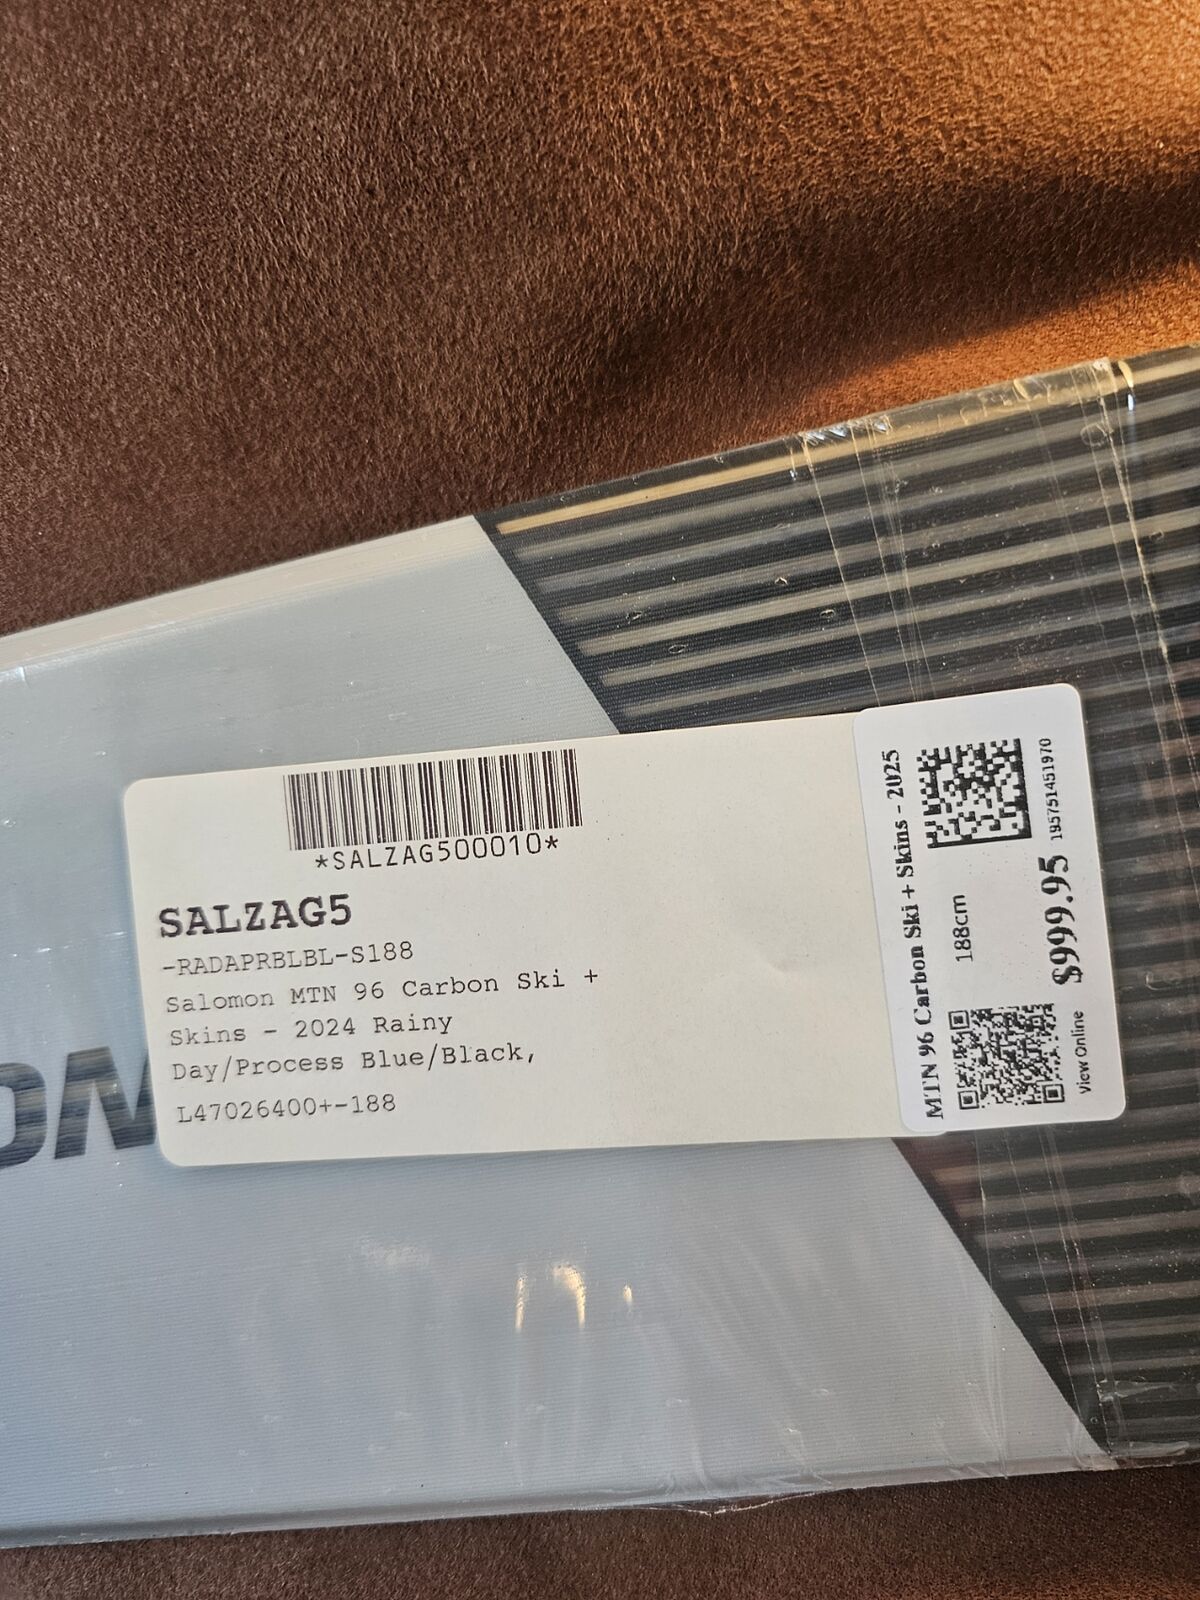 *SALZAG500010*
SALZAG5
-RADAPRBLBL-S188
Salomon MTN 96 Carbon Ski +
Skins - 2024 Rainy
Day/Process Blue/Black,
L47026400+-188
MTN 96 Carbon Ski + Skins - 2025
188cm
195751451970
$999.95
View Online
ON